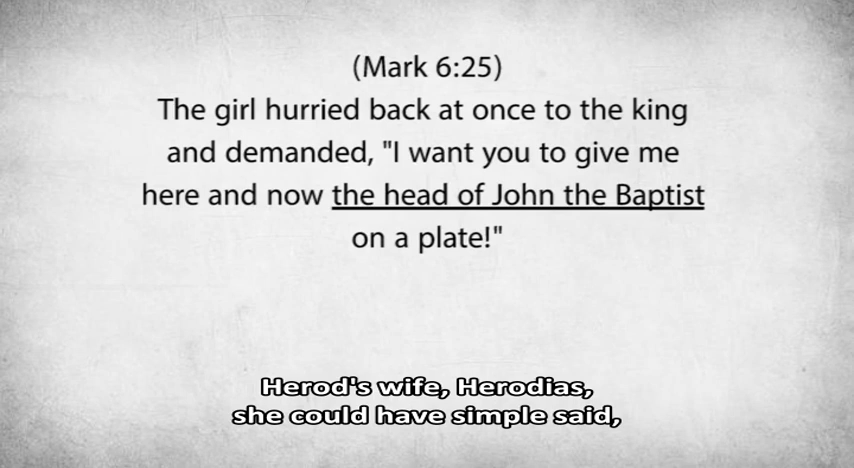 (Mark 6:25)
The girl hurried back at once to the king
and demanded, "I want you to give me
here and now the head of John the Baptist
on a plate!"
Herod's wife, Herodias,
she could have simple said,